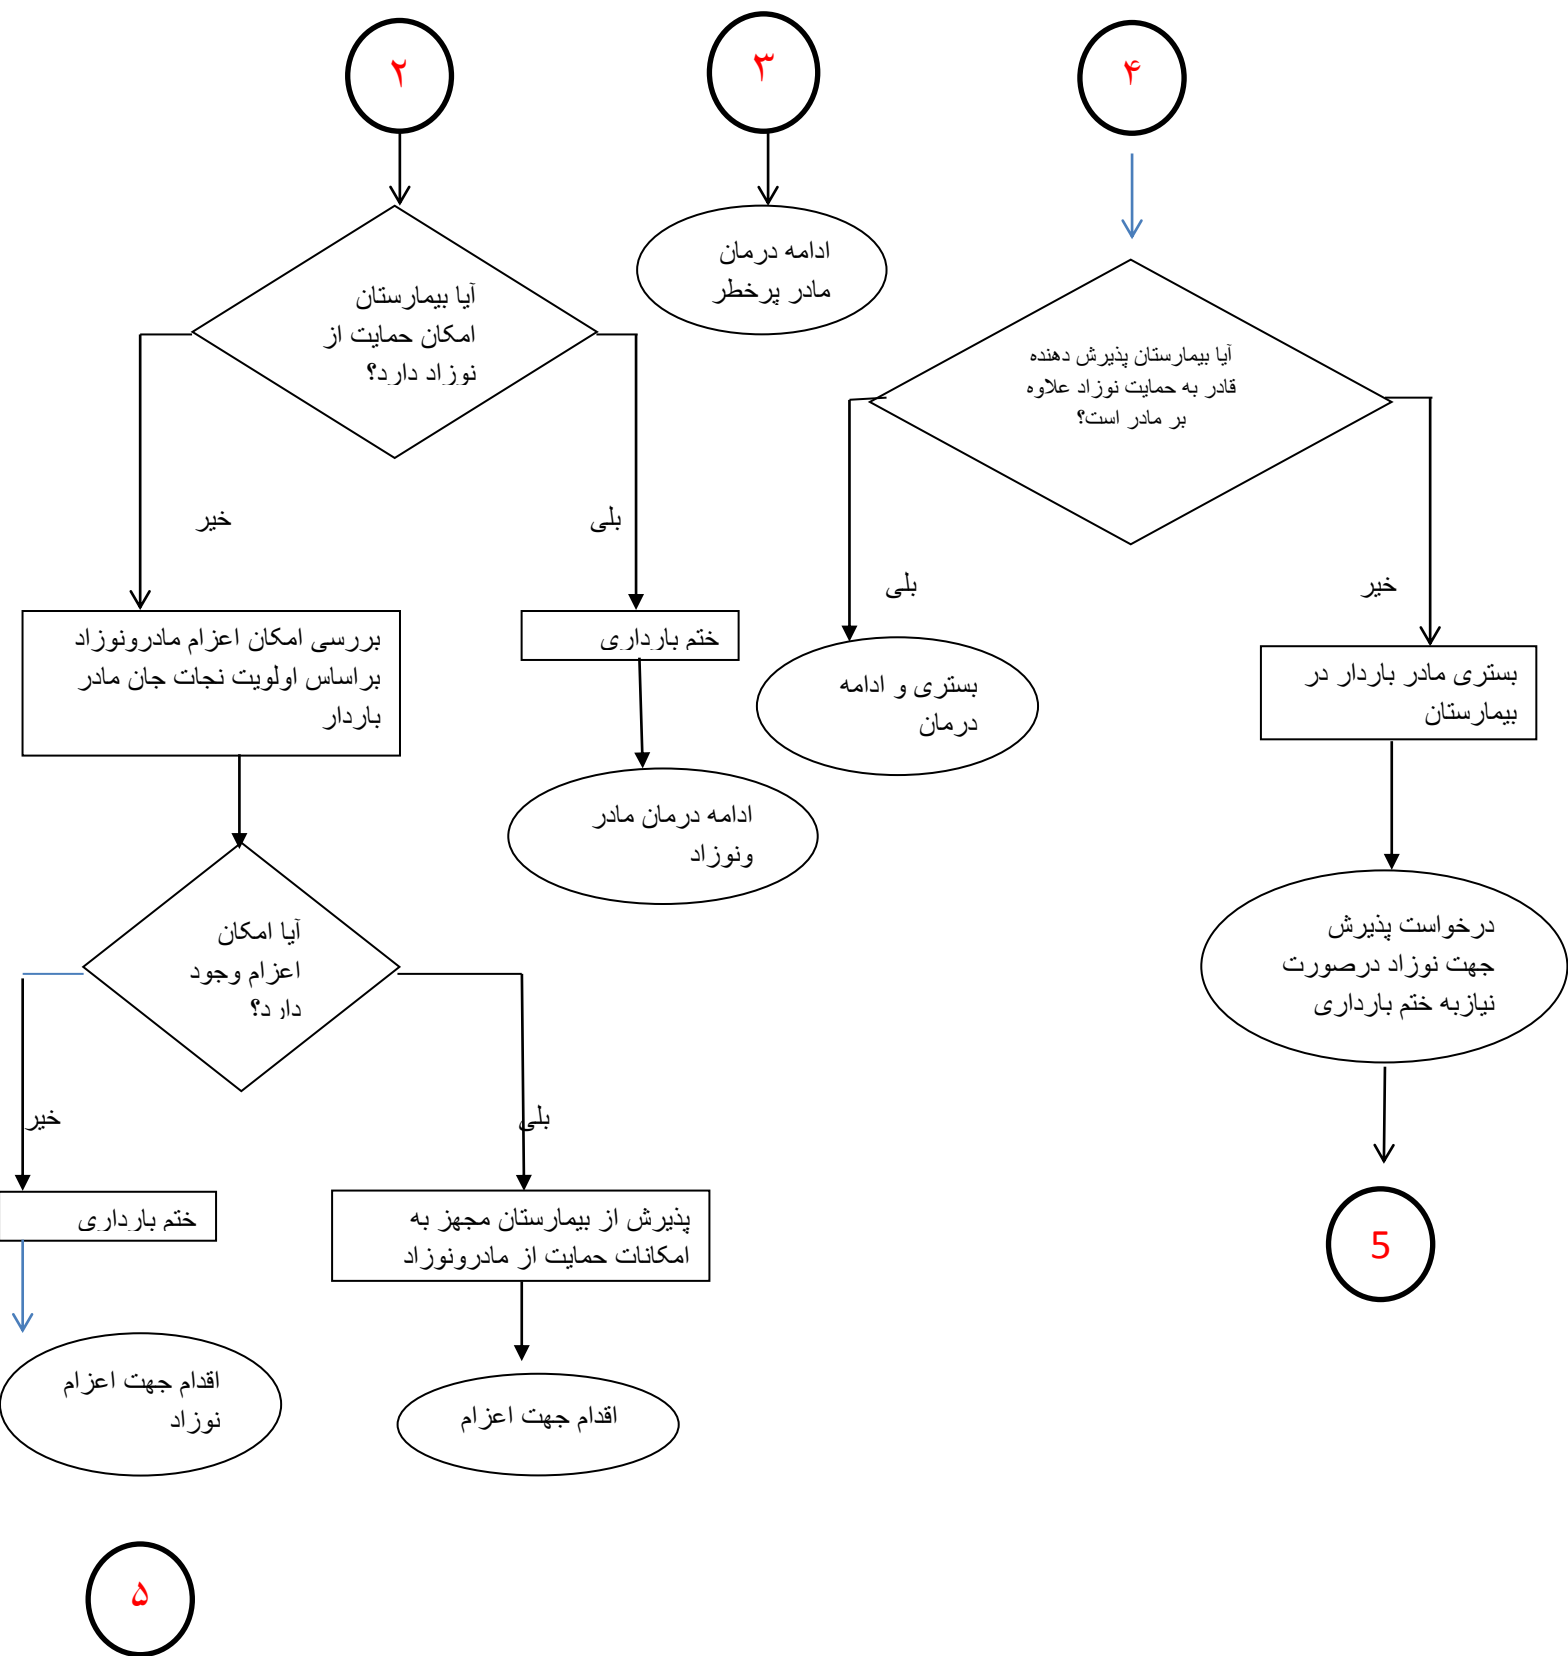 ۲
۳
۴
آیا بیمارستان
امکان حمایت از
نوزاد دارد؟
ادامه درمان
مادر پرخطر
آیا بیمارستان پذیرش دهنده
قادر به حمایت نوزاد علاوه
بر مادر است؟
خیر
بلی
بلی
خیر
بررسی امکان اعزام مادرونوزاد
براساس اولویت نجات جان مادر
باردار
ختم بارداری
بستری و ادامه
درمان
بستری مادر باردار در
بیمارستان
ادامه درمان مادر
ونوزاد
آیا امکان
اعزام وجود
دارد؟
درخواست پذیرش
جهت نوزاد درصورت
نیازبه ختم بارداری
خیر
بلی
ختم بارداری
پذیرش از بیمارستان مجهز به
امکانات حمایت از مادرونوزاد
5
اقدام جهت اعزام
نوزاد
اقدام جهت اعزام
۵